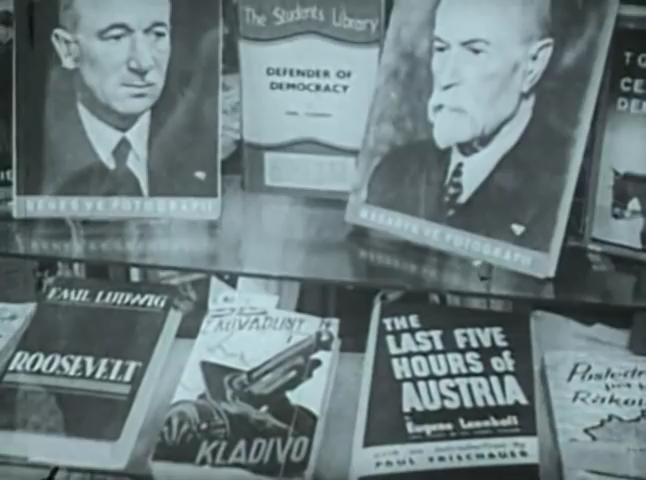 The Students Library
DEFENDER OF
DEMOCRACY
BENEŠ VE FOTOGRAFII
MASARYK VE FOTOGRAFII
EMIL LUDWIG
ROOSEVELT
KLADIVO
THE
LAST FIVE
HOURS of
AUSTRIA
Eugene Lennhoff
PAUL FRISCHAUER